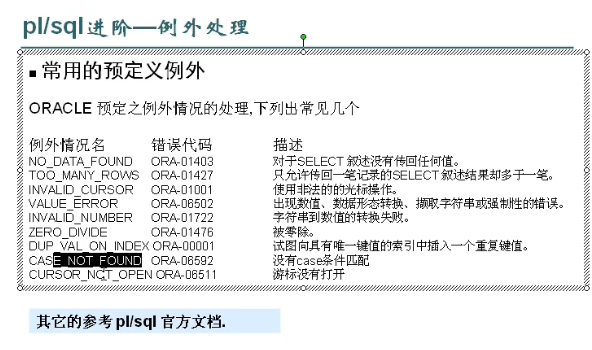 pl/sql进阶—例外处理
■ 常用的预定义例外
ORACLE 预定之例外情况的处理,下列出常见几个
例外情况名 错误代码 描述
NO_DATA_FOUND ORA-01403 对于SELECT叙述没有传回任何值。
TOO_MANY_ROWS ORA-01427 只允许传回一笔记录的SELECT叙述结果却多于一笔。
INVALID_CURSOR ORA-01001 使用非法的的光标操作。
VALUE_ERROR ORA-06502 出现数值、数据形态转换、撷取字符串或强制性的错误。
INVALID_NUMBER ORA-01722 字符串到数值的转换失败。
ZERO_DIVIDE ORA-01476 被零除。
DUP_VAL_ON_INDEX ORA-00001 试图向具有唯一键值的索引中插入一个重复键值。
CASE_NOT_FOUND ORA-06592 没有case条件匹配
CURSOR_NOT_OPEN ORA-06511 游标没有打开
其它的参考pl/sql官方文档.